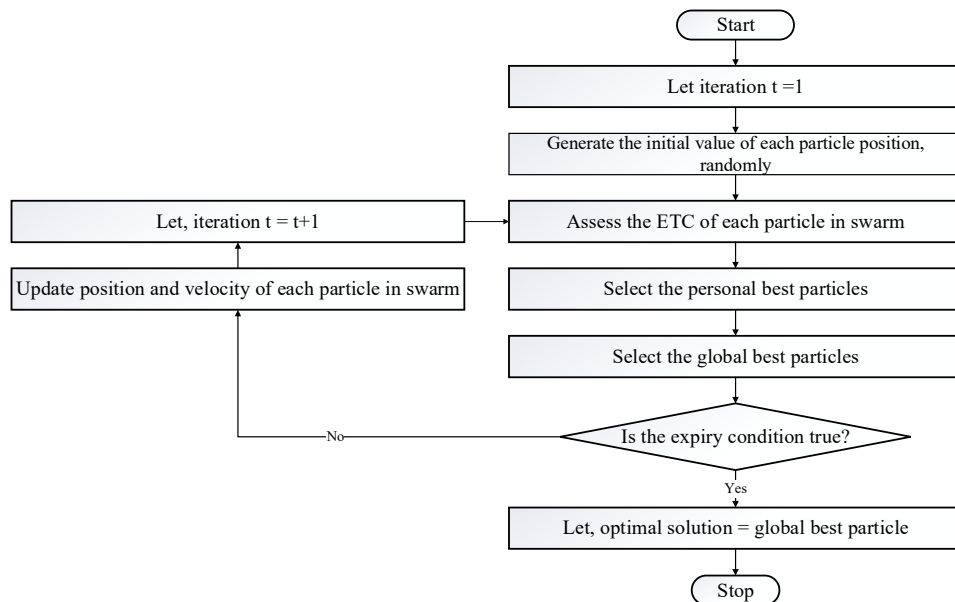 Start
Let iteration t =1
Generate the initial value of each particle position,
randomly
Let, iteration t = t+1
Assess the ETC of each particle in swarm
Update position and velocity of each particle in swarm
Select the personal best particles
Select the global best particles
Is the expiry condition true?
No
Yes
Let, optimal solution = global best particle
Stop